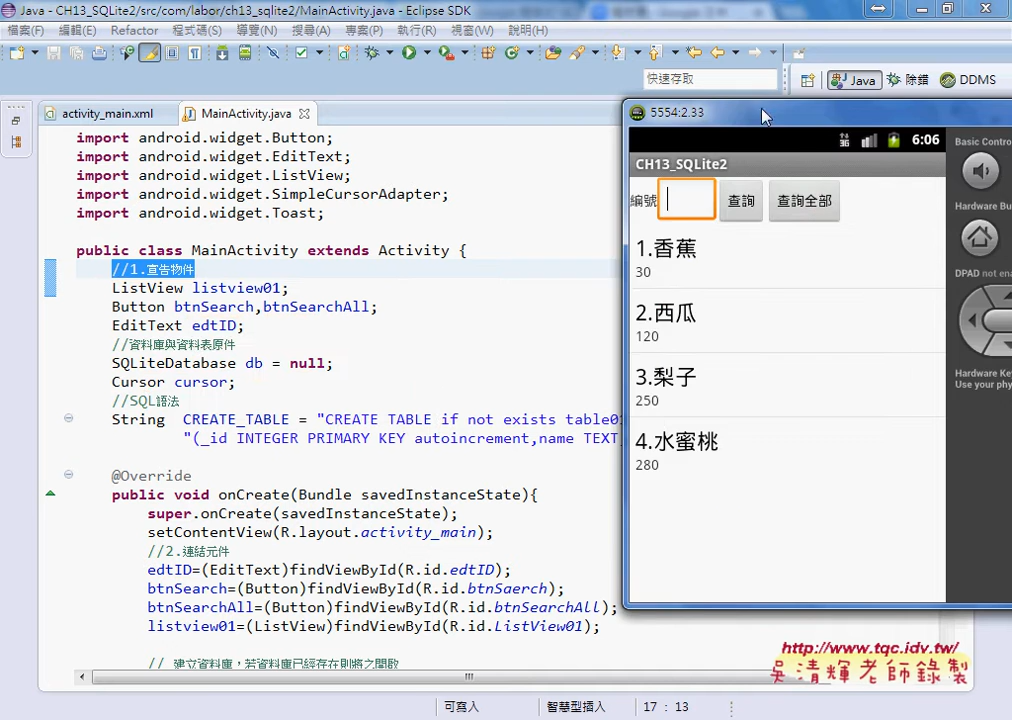 Java - CH13_SQLite2/src/com/labor/ch13_sqlite2/MainActivity.java - Eclipse SDK
檔案(F) 編輯(E) Refactor 程式碼(S) 導覽(N) 搜尋(A) 專案(P) 執行(R) 視窗(W) 說明(H)
快速存取
Java 除錯 DDMS
activity_main.xml MainActivity.java
import android.widget.Button;
import android.widget.EditText;
import android.widget.ListView;
import android.widget.SimpleCursorAdapter;
import android.widget.Toast;
public class MainActivity extends Activity {
//1.宣告物件
ListView listview01;
Button btnSearch,btnSearchAll;
EditText edtID;
//資料庫與資料表原件
SQLiteDatabase db = null;
Cursor cursor;
//SQL語法
String CREATE_TABLE = "CREATE TABLE if not exists table0
"(_id INTEGER PRIMARY KEY autoincrement,name TEXT,
@Override
public void onCreate(Bundle savedInstanceState){
super.onCreate(savedInstanceState);
setContentView(R.layout.activity_main);
//2.連結元件
edtID=(EditText)findViewById(R.id.edtID);
btnSearch=(Button)findViewById(R.id.btnSaerch);
btnSearchAll=(Button)findViewById(R.id.btnSearchAll);
listview01=(ListView)findViewById(R.id.ListView01);
// 建立資料庫，若資料庫已經存在則將之開啟
5554:2.33
3G 6:06
CH13_SQLite2
編號 查詢 查詢全部
1.香蕉
30
2.西瓜
120
3.梨子
250
4.水蜜桃
280
Basic Contro
Hardware Bu
DPAD not en
Hardware Ke
Use your phy
http://www.tqc.idv.tw/
吳清輝老師錄製
可寫入 智慧型插入 17 : 13